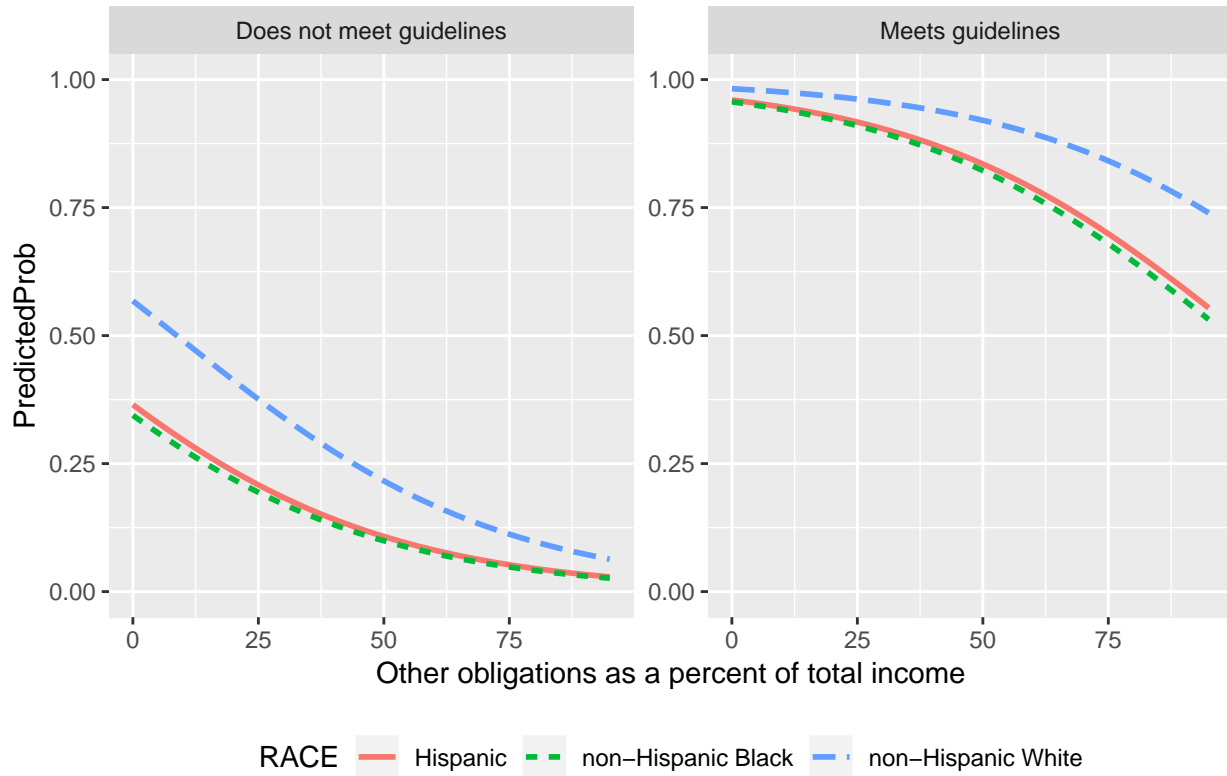 Does not meet guidelines
Meets guidelines
PredictedProb
1.00
0.75
0.50
0.25
0.00
1.00
0.75
0.50
0.25
0.00
0 25 50 75
0 25 50 75
Other obligations as a percent of total income
RACE Hispanic non−Hispanic Black non−Hispanic White